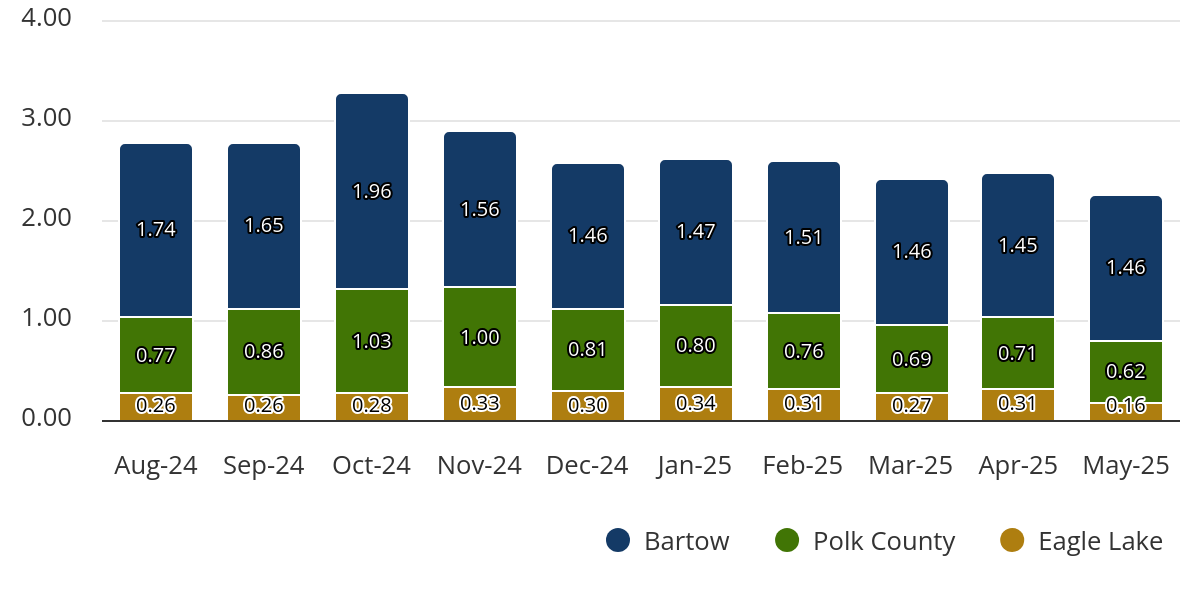 4.00
3.00
2.00
1.00
0.00
1.74 1.65 1.96 1.56 1.46 1.47 1.51 1.46 1.45 1.46
0.77 0.86 1.03 1.00 0.81 0.80 0.76 0.69 0.71 0.62
0.26 0.26 0.28 0.33 0.30 0.34 0.31 0.27 0.31 0.16
Aug-24 Sep-24 Oct-24 Nov-24 Dec-24 Jan-25 Feb-25 Mar-25 Apr-25 May-25
Bartow Polk County Eagle Lake